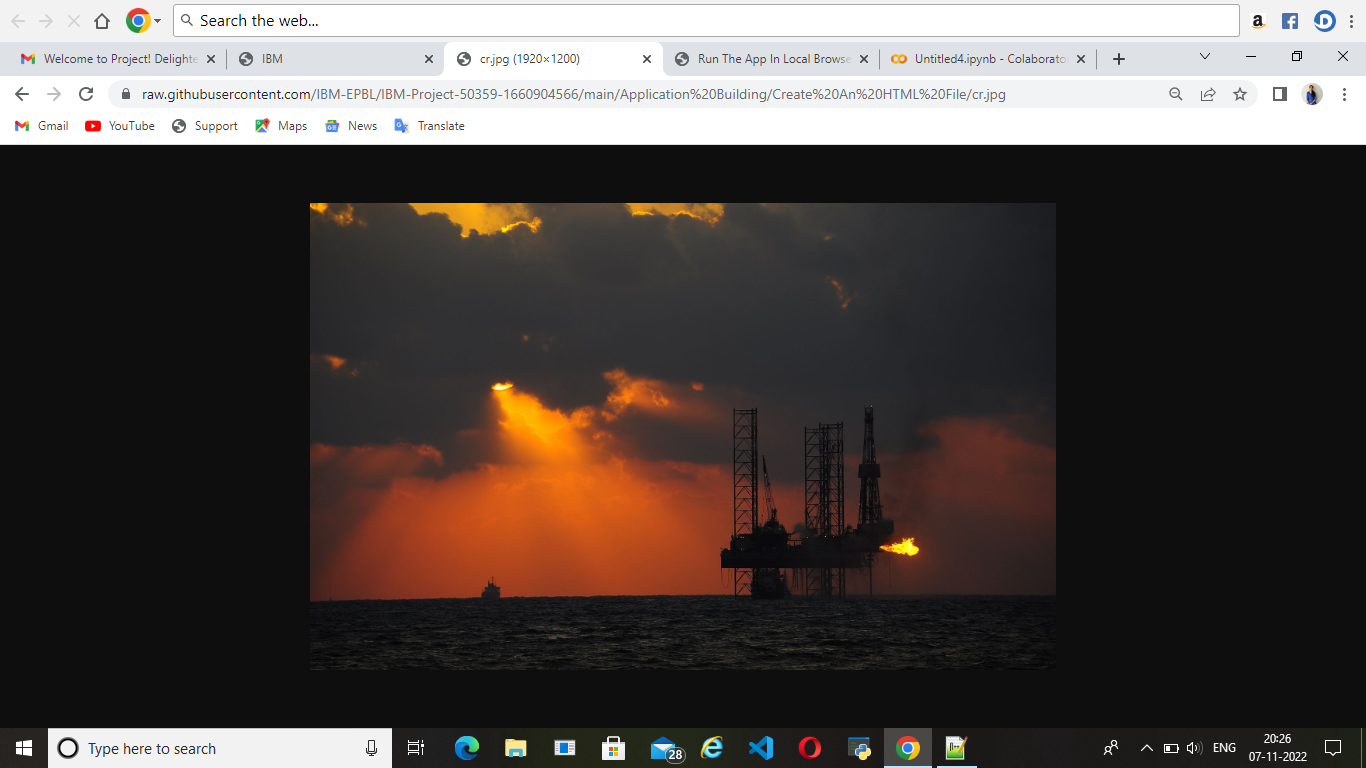 Search the web...
Welcome to Project! Delighte
IBM
cr.jpg (1920×1200)
Run The App In Local Browse
Untitled4.ipynb - Colaborato
raw.githubusercontent.com/IBM-EPBL/IBM-Project-50359-1660904566/main/Application%20Building/Create%20An%20HTML%20File/cr.jpg
Gmail
YouTube
Support
Maps
News
Translate
Type here to search
28
ENG
20:26
07-11-2022